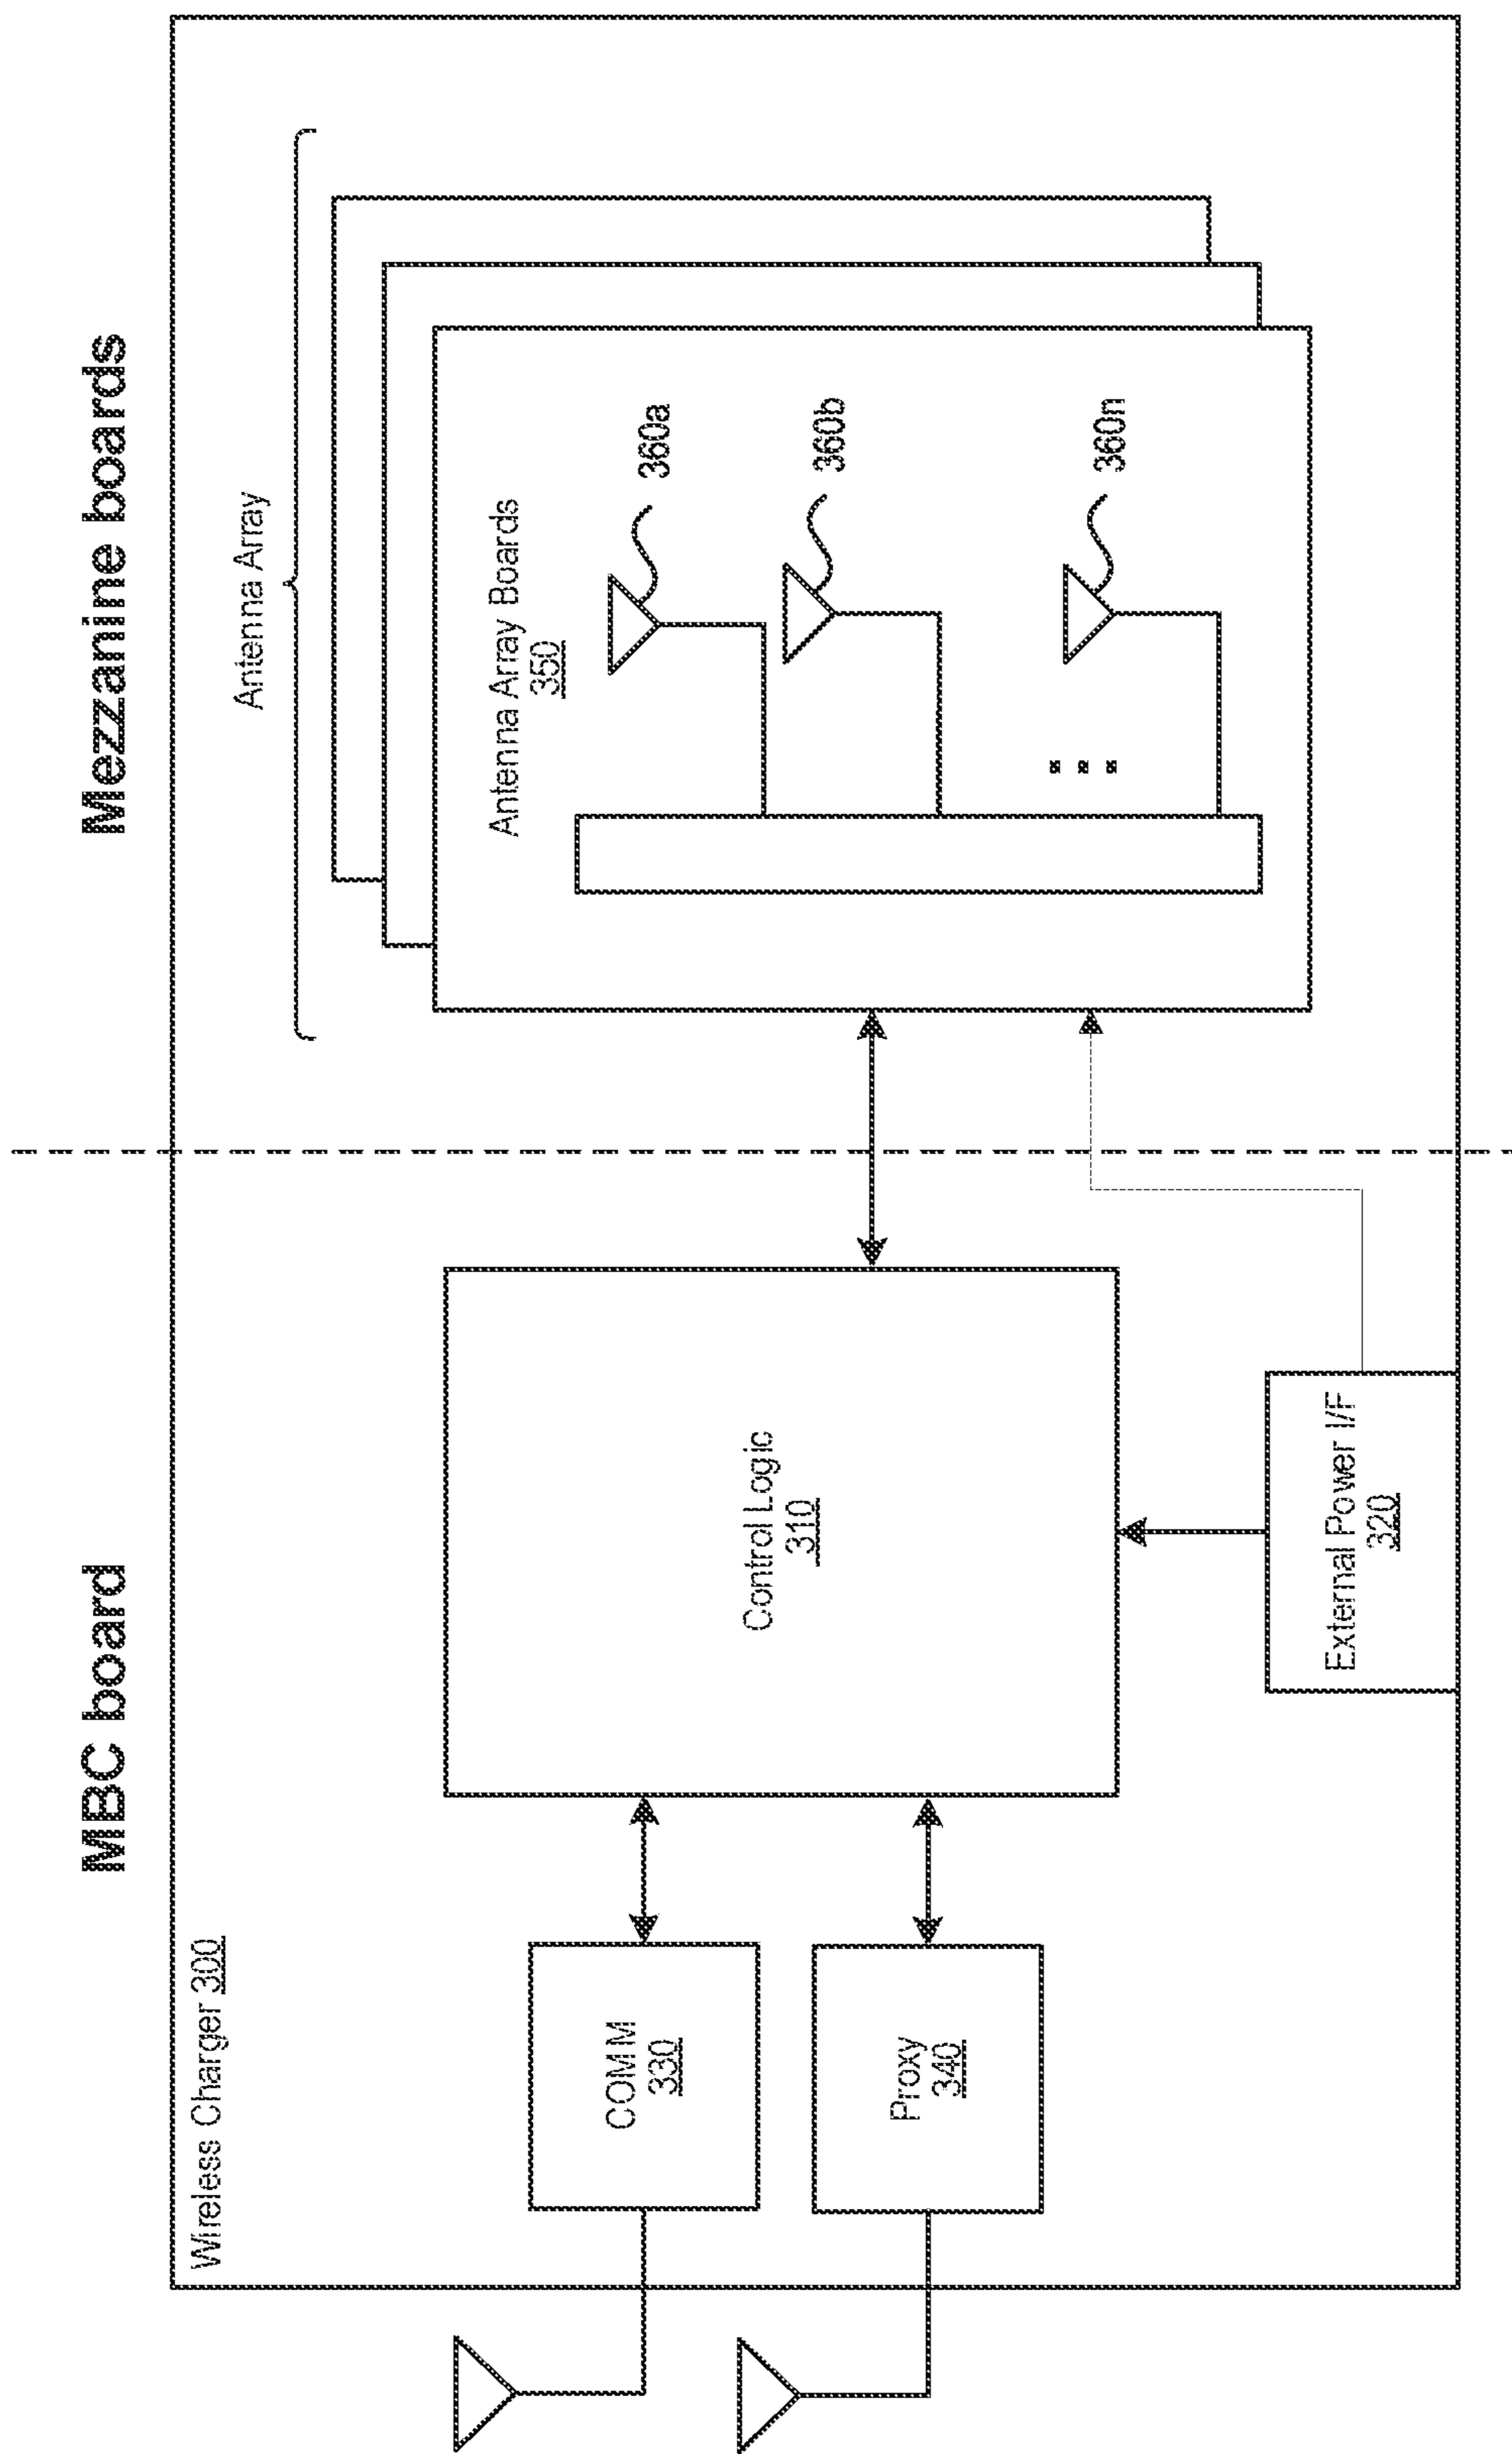 MBC board
Mezzanine boards
Wireless Charger 300
Antenna Array
COMM
330
Proxy
340
Control Logic
310
External Power I/F
320
Antenna Array Boards
350
360a
360b
...
360n